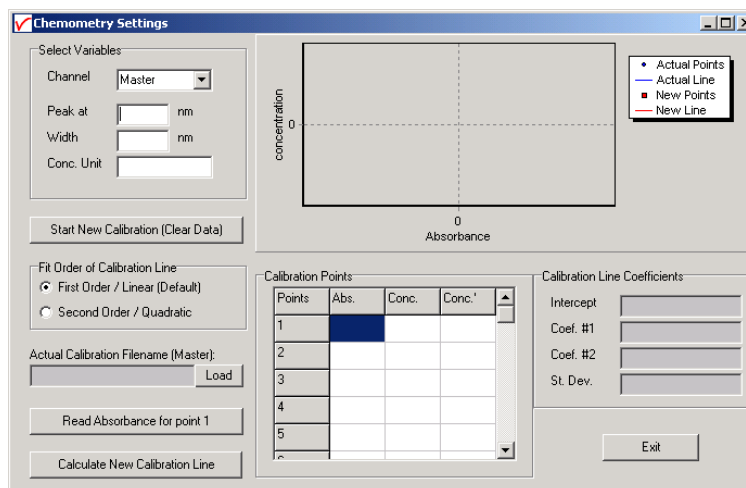 Chemometry Settings
Select Variables
Channel Master
Peak at nm
Width nm
Conc. Unit
Start New Calibration (Clear Data)
Fit Order of Calibration Line
First Order / Linear (Default)
Second Order / Quadratic
Actual Calibration Filename (Master):
Load
Read Absorbance for point 1
Calculate New Calibration Line
concentration
0
0
Absorbance
Actual Points
Actual Line
New Points
New Line
Calibration Points
Points Abs. Conc. Conc.'
1
2
3
4
5
Calibration Line Coefficients
Intercept
Coef. #1
Coef. #2
St. Dev.
Exit